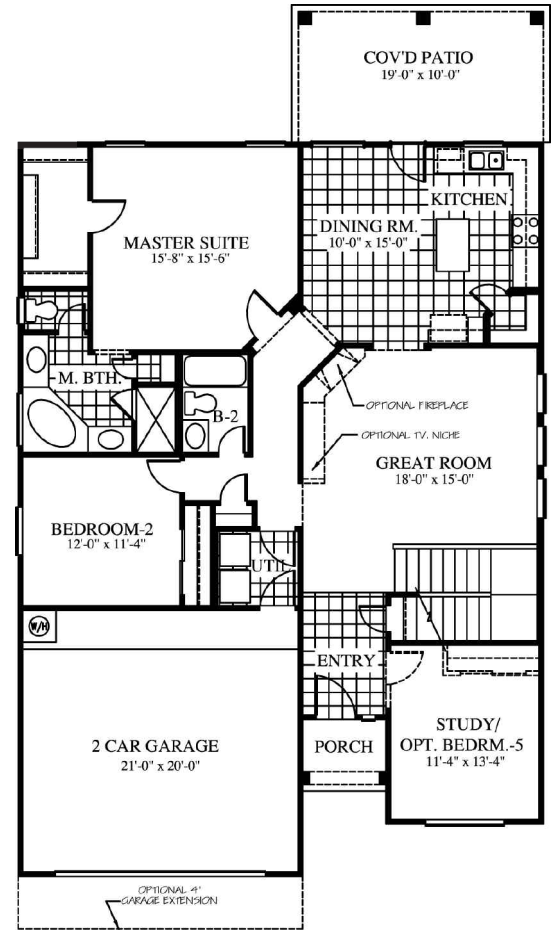 COV'D PATIO
19'-0" x 10'-0"
KITCHEN
DINING RM.
10'-0" x 15'-0"
MASTER SUITE
15'-8" x 15'-6"
M. BTH.
B-2
OPTIONAL FIREPLACE
OPTIONAL TV. NICHE
GREAT ROOM
18'-0" x 15'-0"
BEDROOM-2
12'-0" x 11'-4"
UTIL
W/H
ENTRY
2 CAR GARAGE
21'-0" x 20'-0"
PORCH
STUDY/
OPT. BEDRM.-5
11'-4" x 13'-4"
OPTIONAL 4'
GARAGE EXTENSION